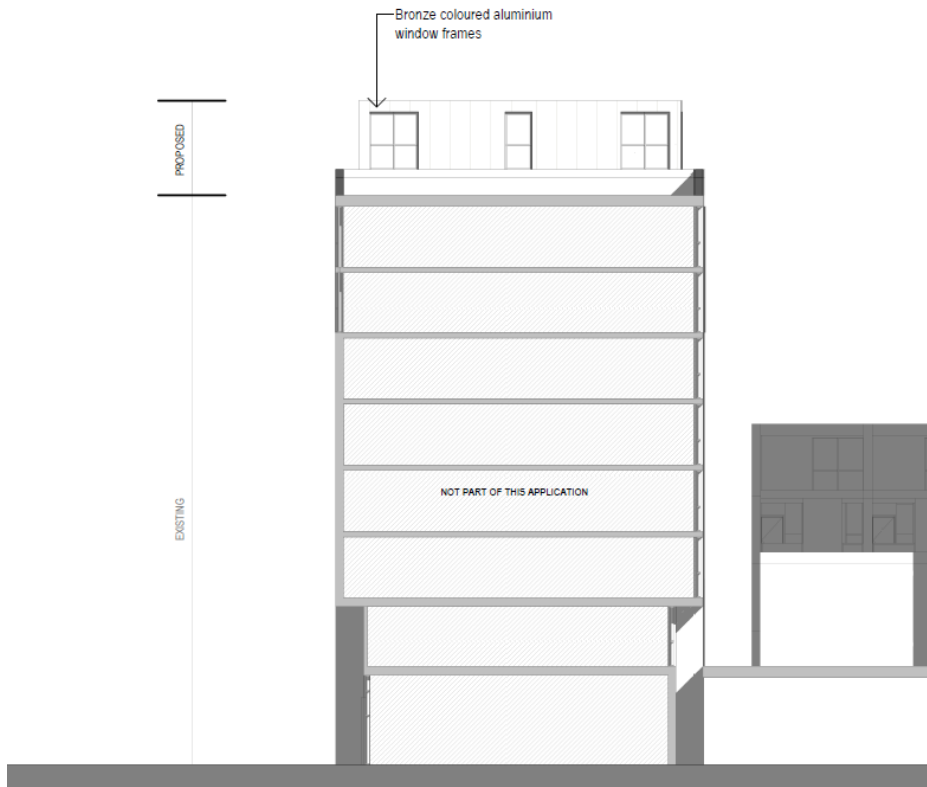 Bronze coloured aluminium
window frames
PROPOSED
NOT PART OF THIS APPLICATION
EXISTING